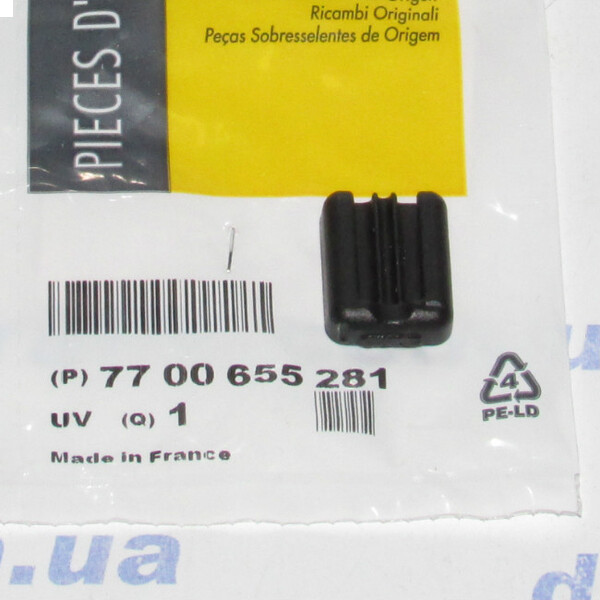 Ricambi Originali
Peças Sobresselentes de Origem
PIECES D'
(P) 77 00 655 281
UV (Q) 1
Made in France
4
PE-LD
.ua
d